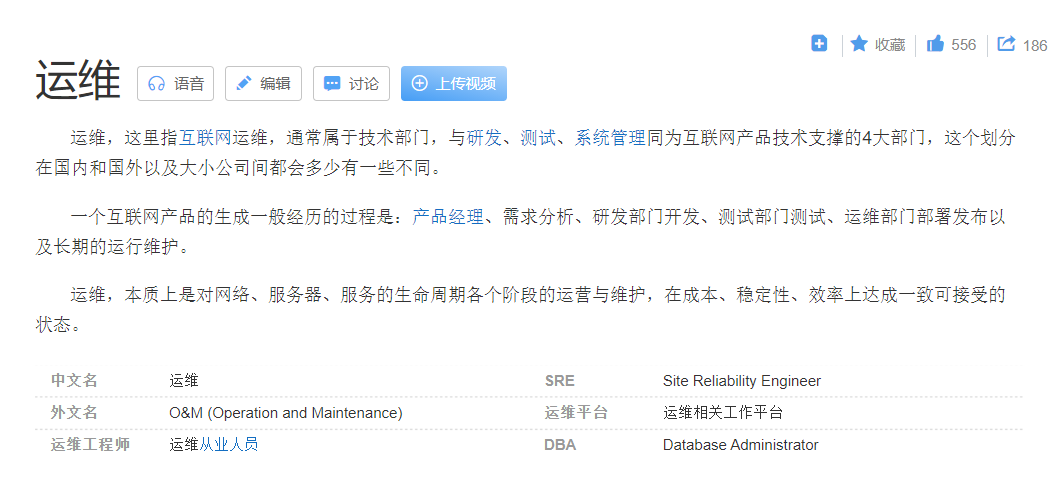 收藏 556 186
运维 语音 编辑 讨论 上传视频
运维，这里指互联网运维，通常属于技术部门，与研发、测试、系统管理同为互联网产品技术支撑的4大部门，这个划分
在国内和国外以及大小公司间都会多少有一些不同。
一个互联网产品的生成一般经历的过程是：产品经理、需求分析、研发部门开发、测试部门测试、运维部门部署发布以
及长期的运行维护。
运维，本质上是对网络、服务器、服务的生命周期各个阶段的运营与维护，在成本、稳定性、效率上达成一致可接受的
状态。
中文名 运维 SRE Site Reliability Engineer
外文名 O&M (Operation and Maintenance) 运维平台 运维相关工作平台
运维工程师 运维从业人员 DBA Database Administrator